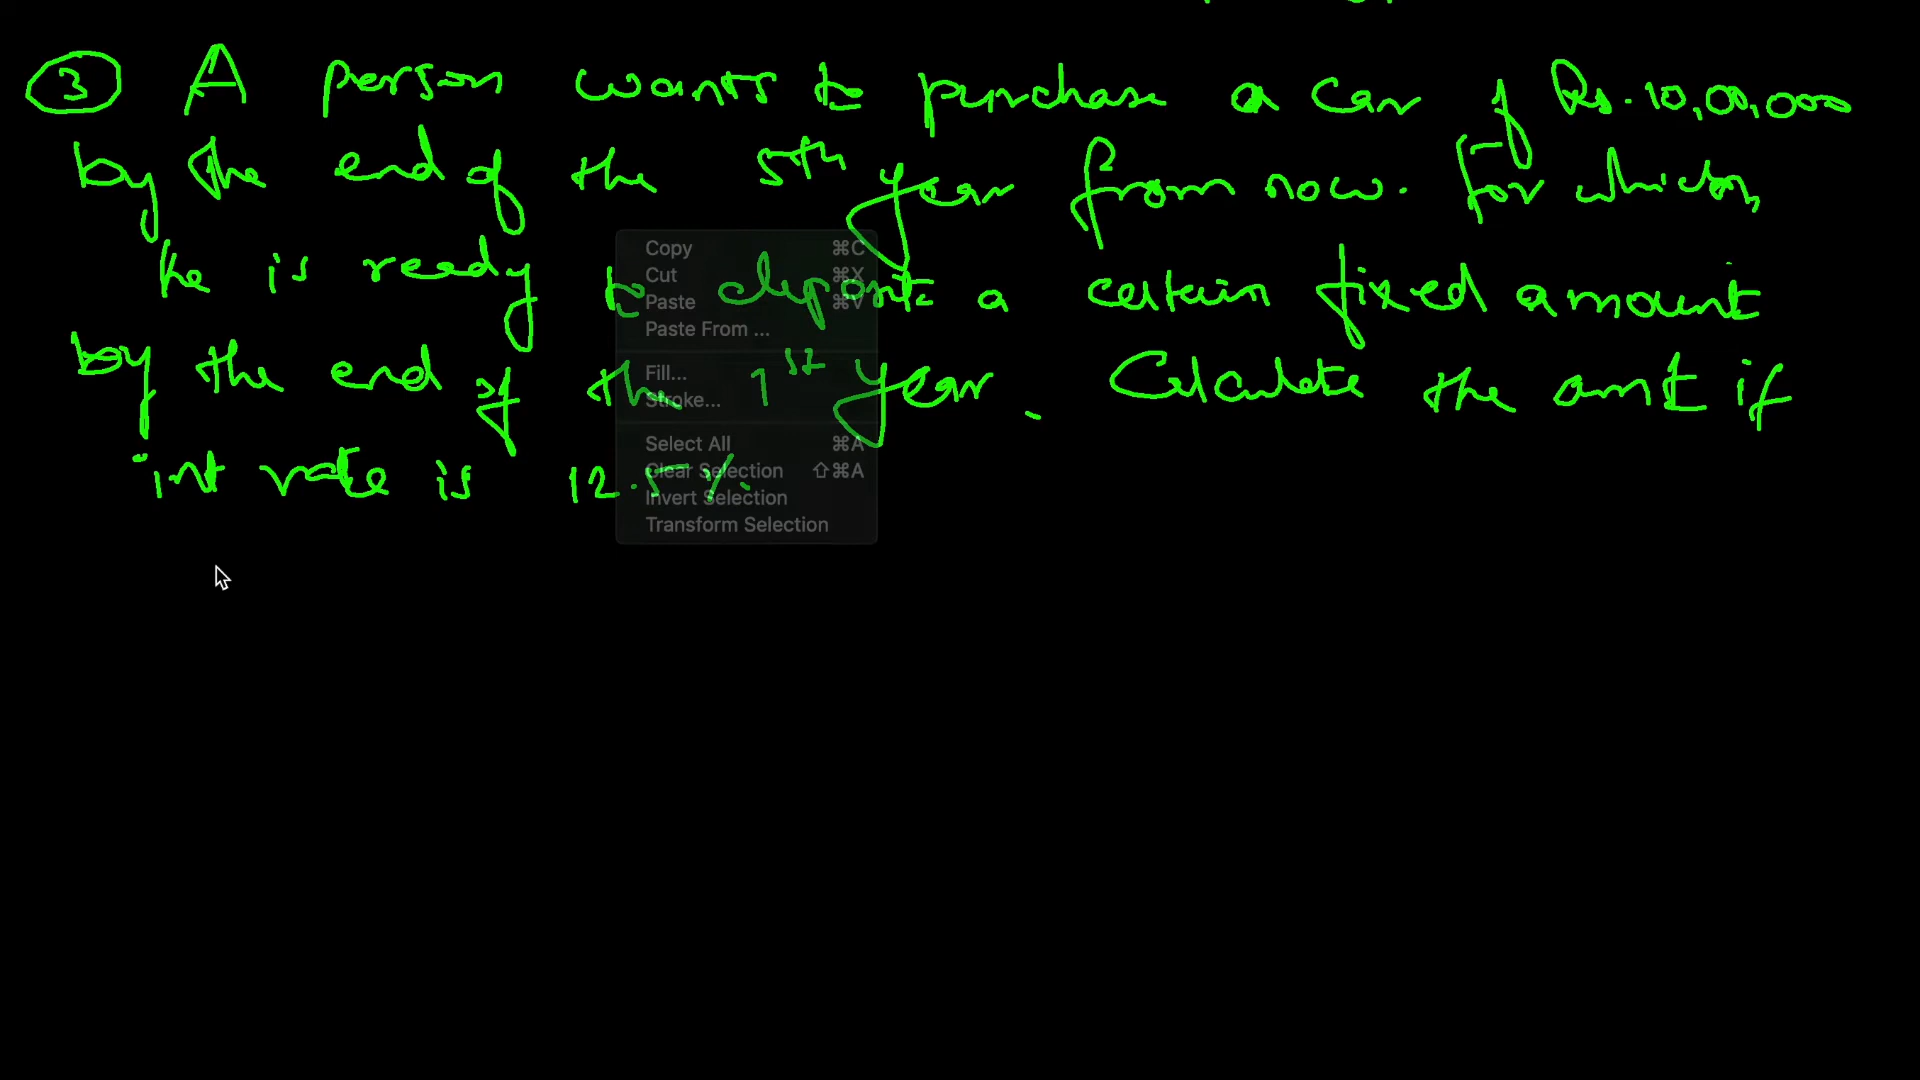 ③ A person wants to purchase a car of Rs. 10,00,000
by the end of the 5th year from now. For which,
he is ready to deposit a certain fixed amount
by the end of the 1st year. Calculate the amt if
int rate is 12.5%.
Copy ⌘C
Cut ⌘X
Paste ⌘V
Paste From ...
Fill...
Stroke...
Select All ⌘A
Clear Selection ⇧⌘A
Invert Selection
Transform Selection